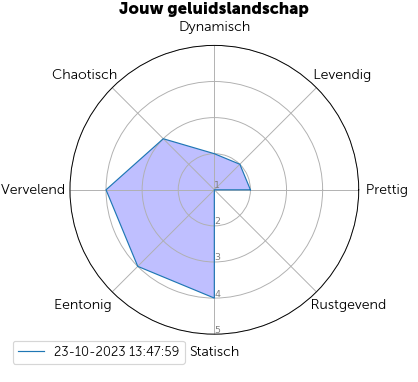 Jouw geluidslandschap
Dynamisch
Chaotisch
Levendig
Vervelend
1
Prettig
2
3
4
Eentonig
Rustgevend
5
23-10-2023 13:47:59
Statisch